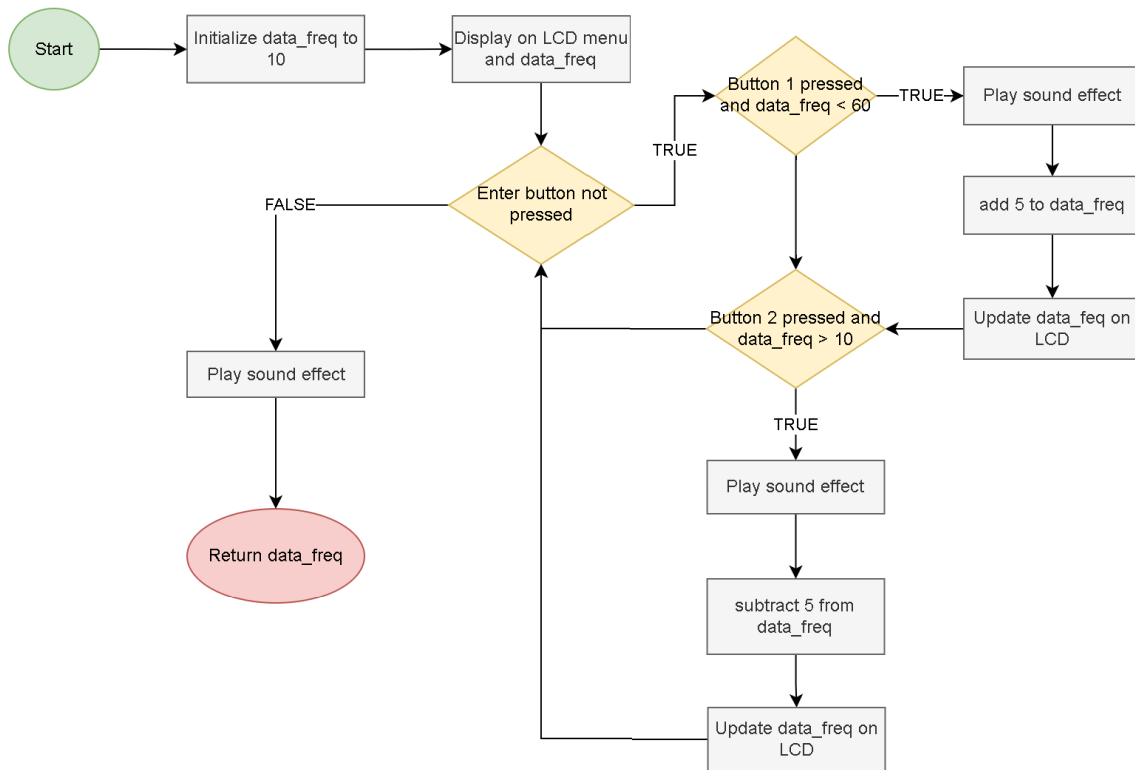 Start
Initialize data_freq to
10
Display on LCD menu
and data_freq
Button 1 pressed
and data_freq < 60
TRUE
Play sound effect
add 5 to data_freq
Update data_feq on
LCD
TRUE
Enter button not
pressed
FALSE
Play sound effect
Return data_freq
Button 2 pressed and
data_freq > 10
TRUE
Play sound effect
subtract 5 from
data_freq
Update data_freq on
LCD